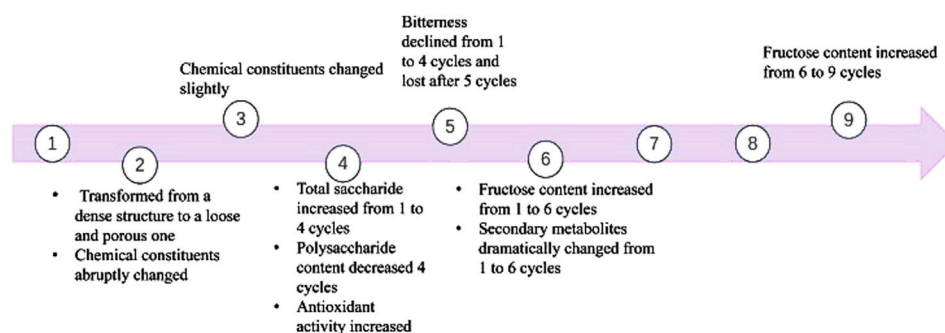 Bitterness
declined from 1
to 4 cycles and
lost after 5 cycles
Chemical constituents changed
slightly
Fructose content increased
from 6 to 9 cycles
1
2
3
4
5
6
7
8
9
• Transformed from a
dense structure to a loose
and porous one
• Chemical constituents
abruptly changed
• Total saccharide
increased from 1 to
4 cycles
• Polysaccharide
content decreased 4
cycles
• Antioxidant
activity increased
• Fructose content increased
from 1 to 6 cycles
• Secondary metabolites
dramatically changed from
1 to 6 cycles